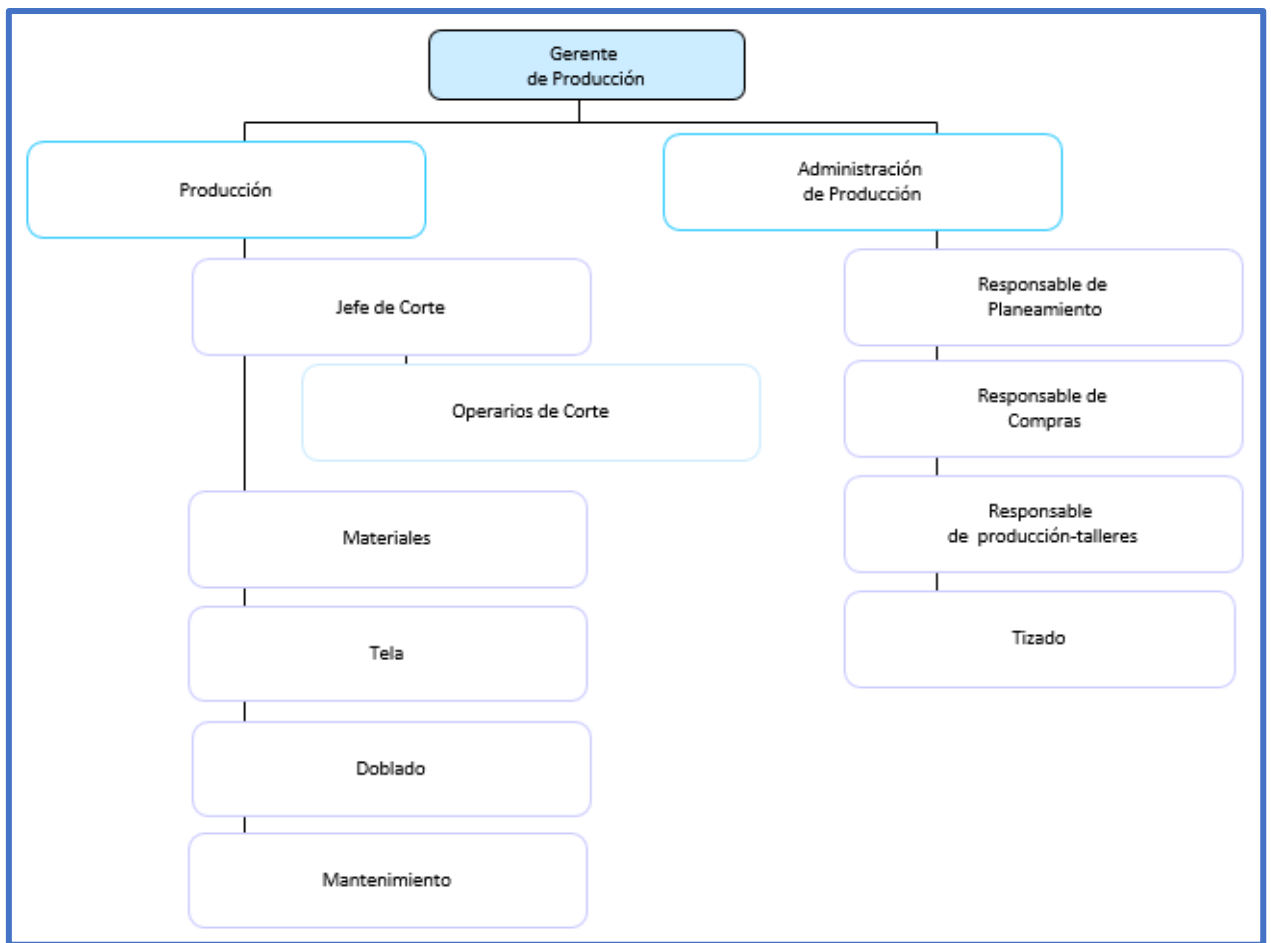 Gerente
de Producción
Producción
Administración
de Producción
Jefe de Corte
Operarios de Corte
Materiales
Tela
Doblado
Mantenimiento
Responsable de
Planeamiento
Responsable de
Compras
Responsable
de producción-talleres
Tizado